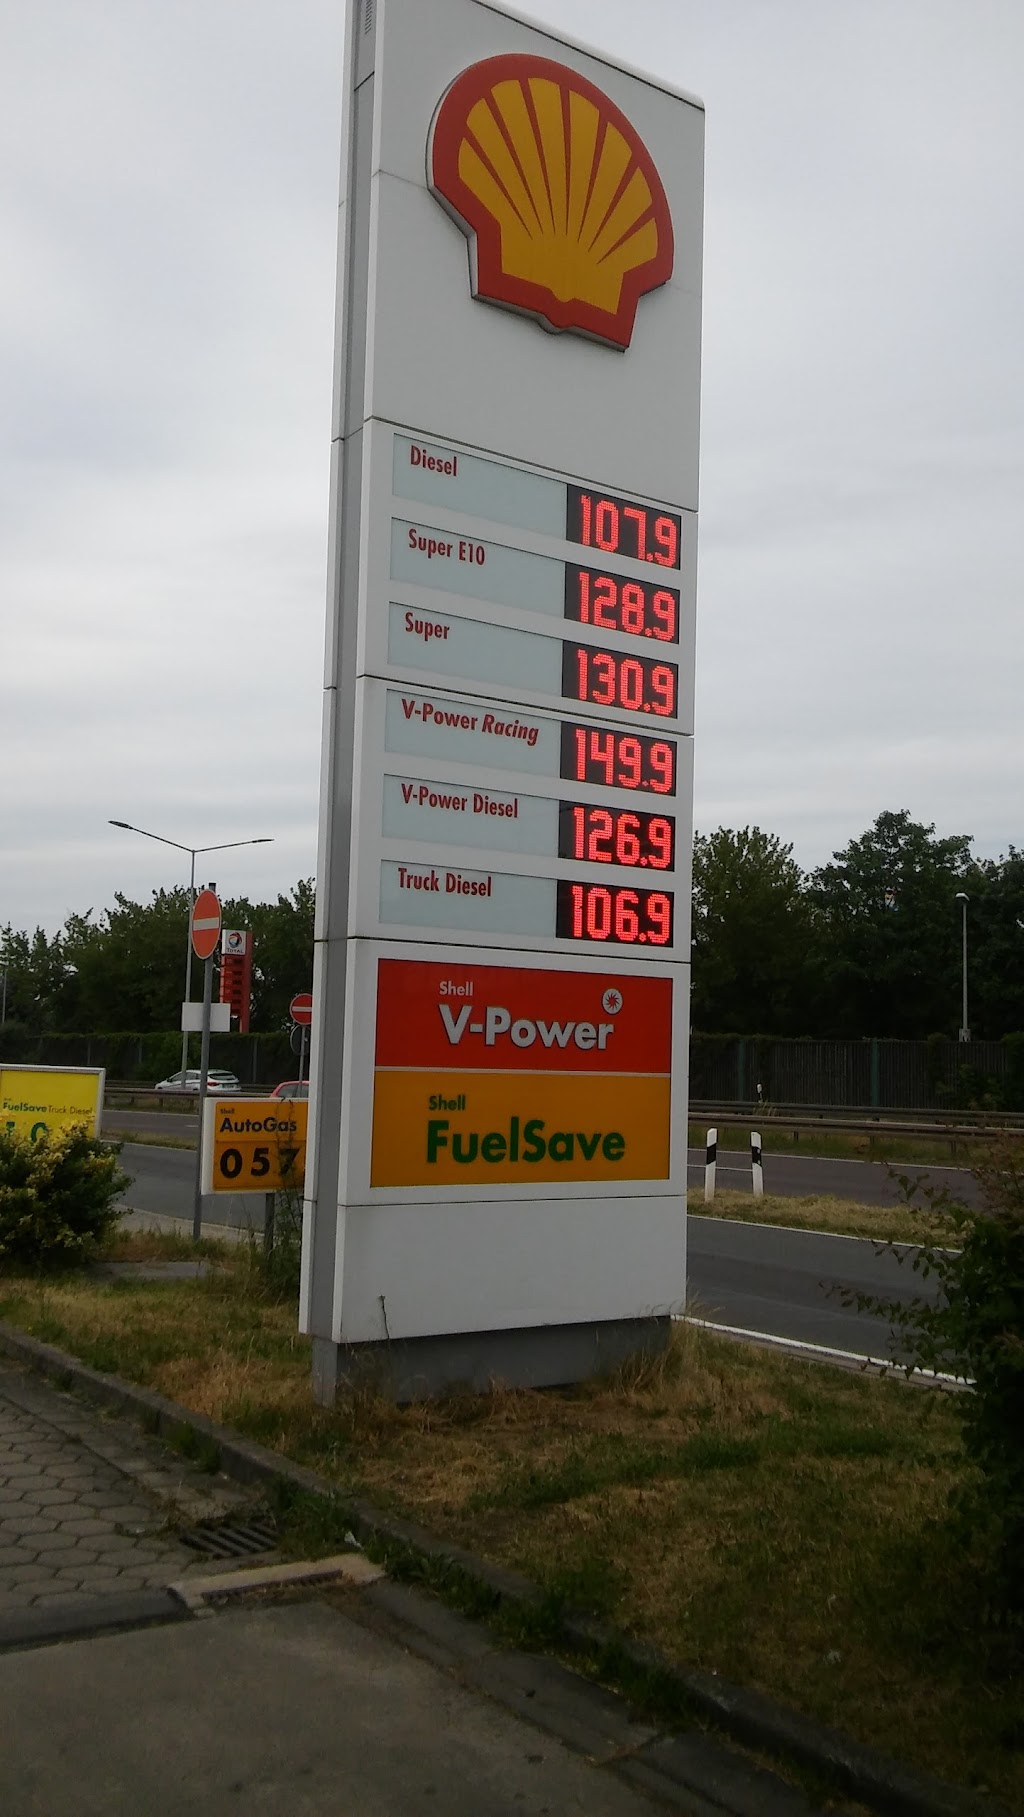 Diesel 107.9
Super E10 128.9
Super 130.9
V-Power Racing 149.9
V-Power Diesel 126.9
Truck Diesel 106.9
Shell
V-Power
Shell
FuelSave
TOTAL
Shell
AutoGas
057
FuelSave Truck Diesel